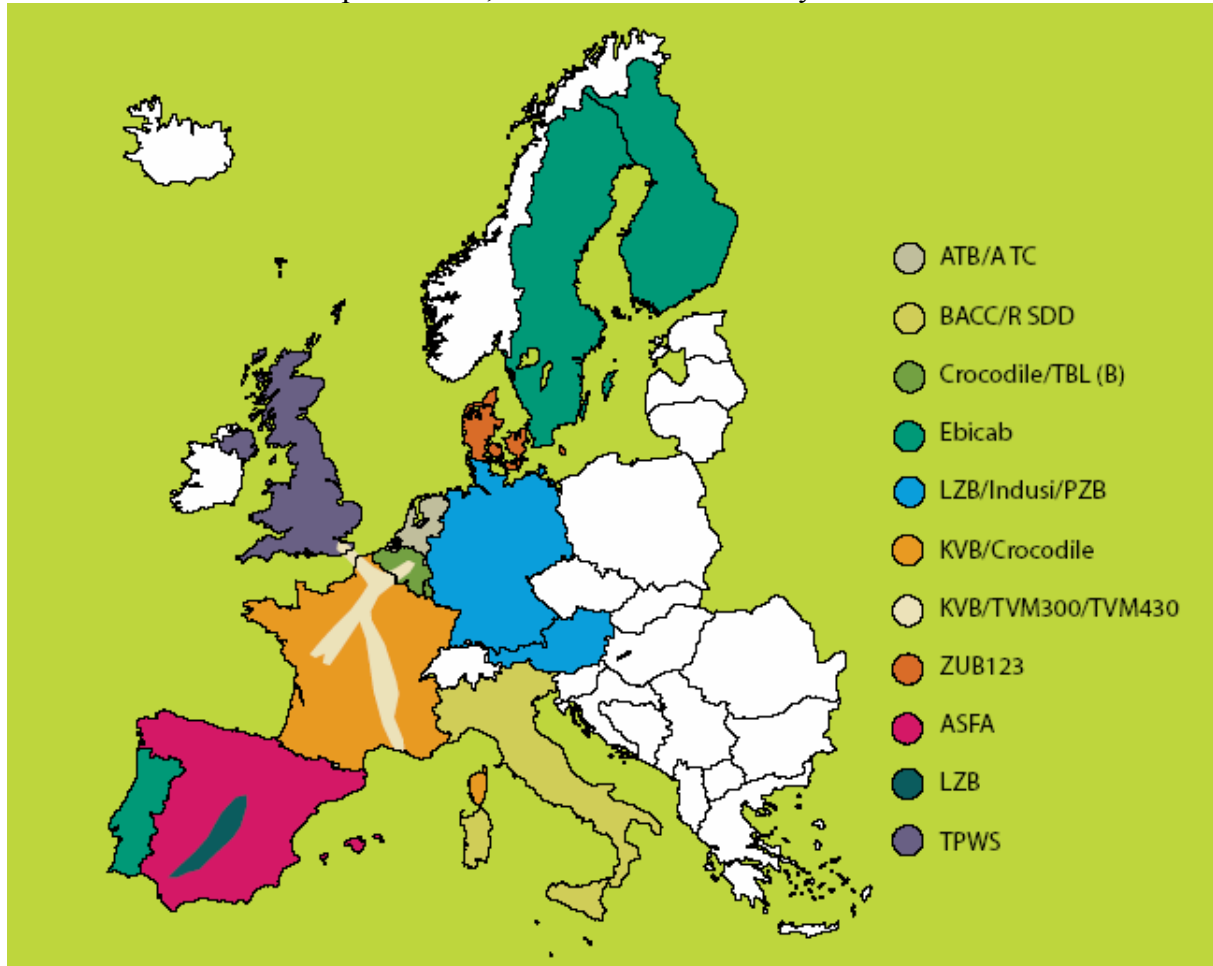 ATB/A TC
BACC/R SDD
Crocodile/TBL (B)
Ebicab
LZB/Indusi/PZB
KVB/Crocodile
KVB/TVM300/TVM430
ZUB123
ASFA
LZB
TPWS